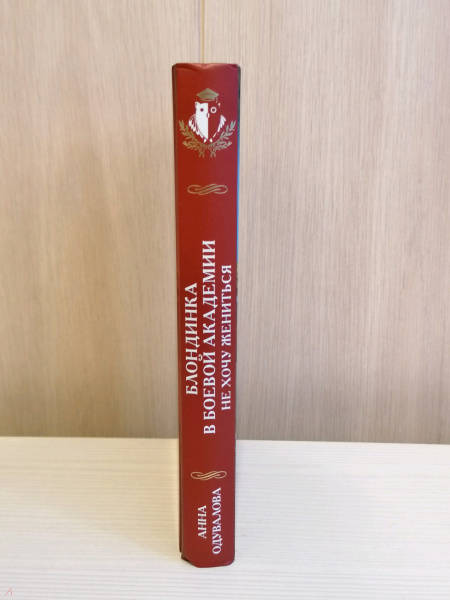 БЛОНДИНКА
В БОЕВОЙ АКАДЕМИИ
НЕ ХОЧУ ЖЕНИТЬСЯ
АННА
ОДУВАЛОВА